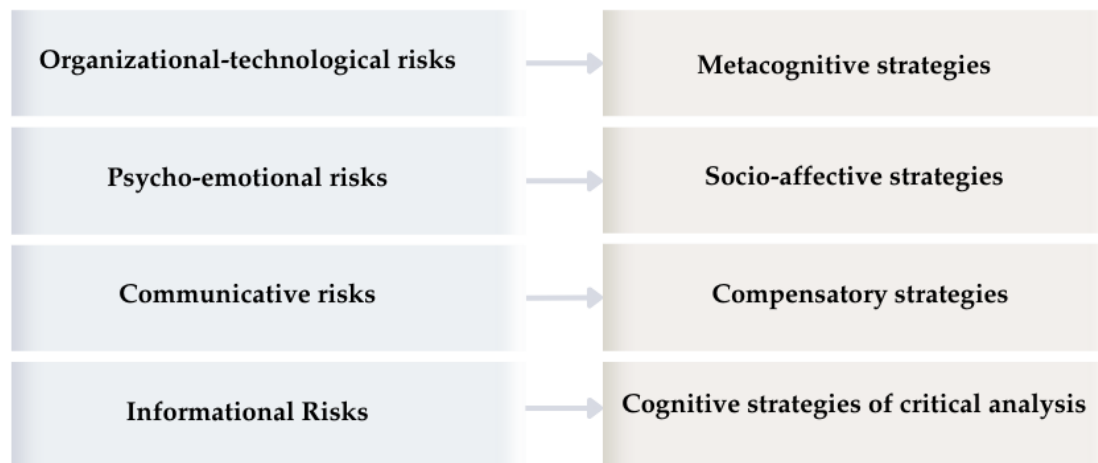 Organizational-technological risks
Metacognitive strategies
Psycho-emotional risks
Socio-affective strategies
Communicative risks
Compensatory strategies
Informational Risks
Cognitive strategies of critical analysis